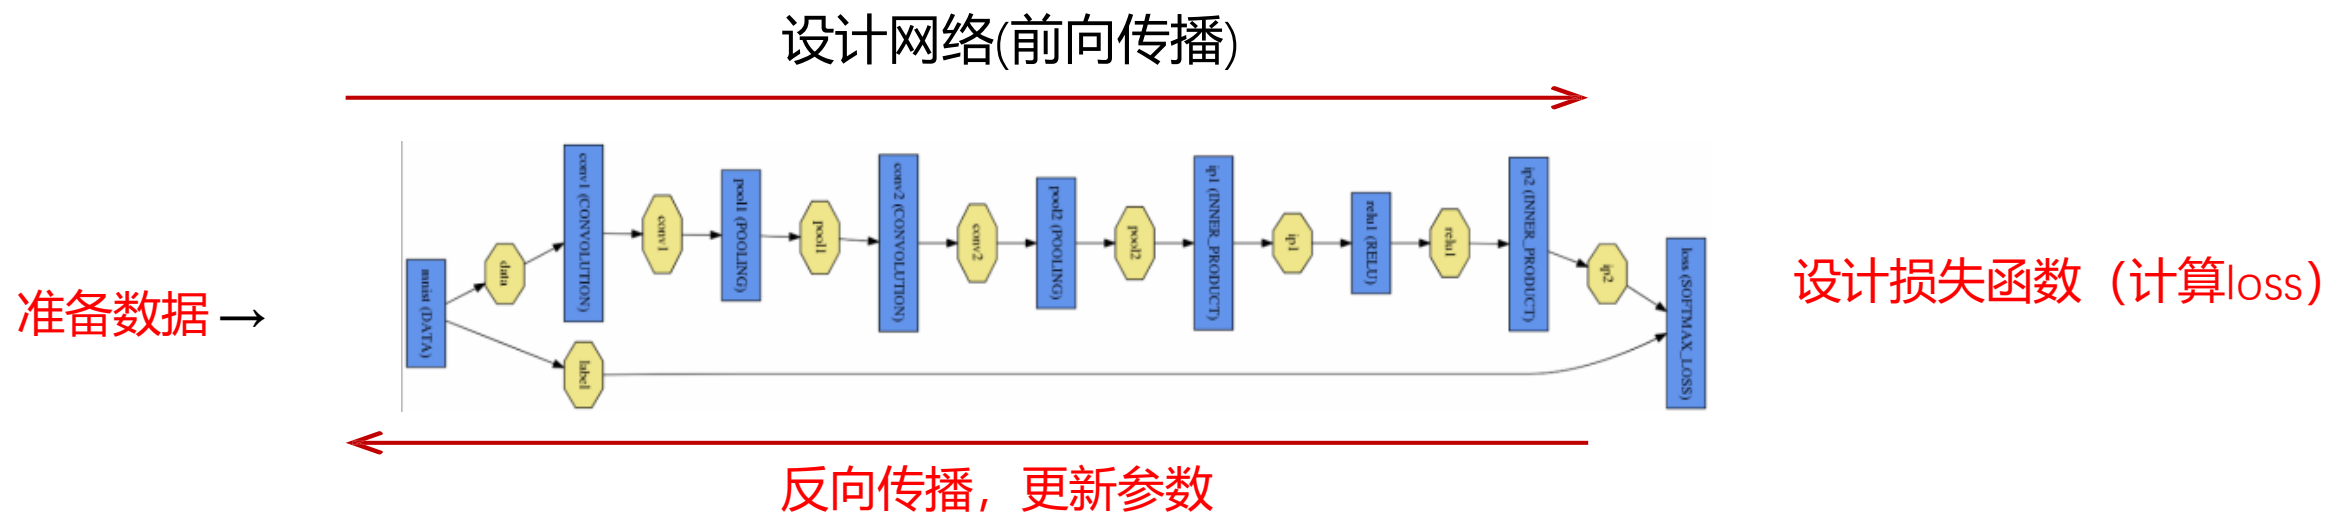 设计网络(前向传播)
准备数据→
mnist (DATA)
data
label
conv1 (CONVOLUTION)
conv1
pool1 (POOLING)
pool1
conv2 (CONVOLUTION)
conv2
pool2 (POOLING)
pool2
ip1 (INNER_PRODUCT)
ip1
relu1 (RELU)
relu1
ip2 (INNER_PRODUCT)
ip2
loss (SOFTMAX_LOSS)
设计损失函数（计算loss）
反向传播，更新参数